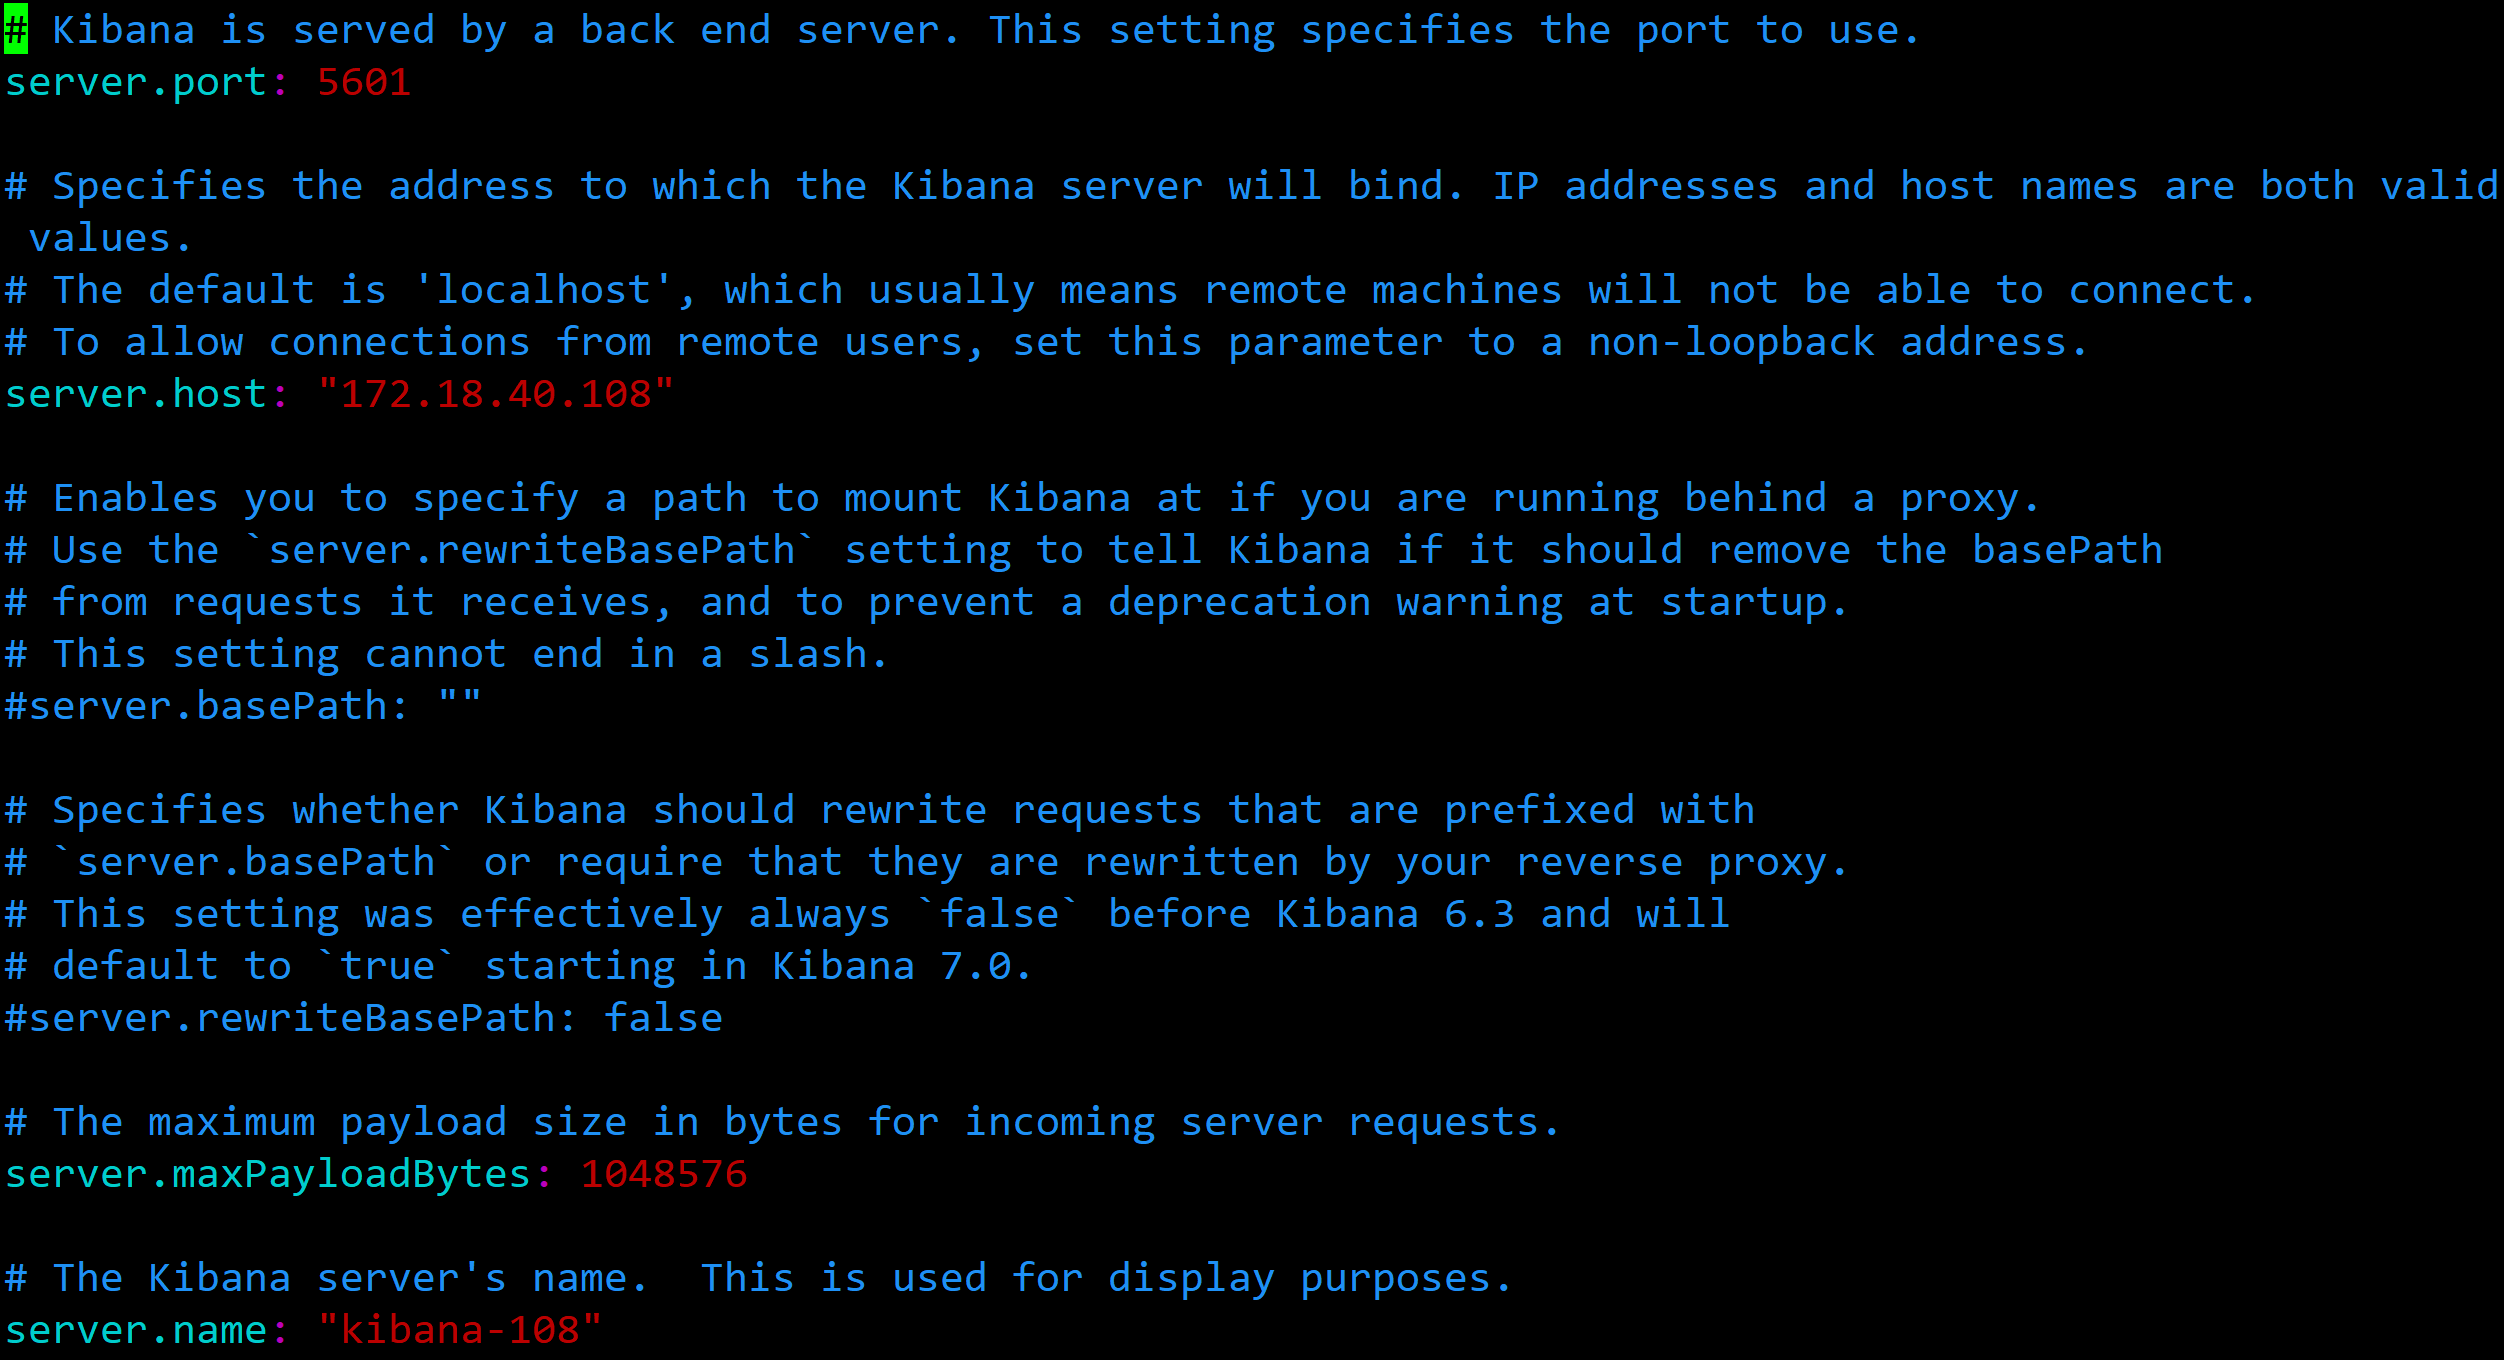 # Kibana is served by a back end server. This setting specifies the port to use.
server.port: 5601

# Specifies the address to which the Kibana server will bind. IP addresses and host names are both valid
 values.
# The default is 'localhost', which usually means remote machines will not be able to connect.
# To allow connections from remote users, set this parameter to a non-loopback address.
server.host: "172.18.40.108"

# Enables you to specify a path to mount Kibana at if you are running behind a proxy.
# Use the `server.rewriteBasePath` setting to tell Kibana if it should remove the basePath
# from requests it receives, and to prevent a deprecation warning at startup.
# This setting cannot end in a slash.
#server.basePath: ""

# Specifies whether Kibana should rewrite requests that are prefixed with
# `server.basePath` or require that they are rewritten by your reverse proxy.
# This setting was effectively always `false` before Kibana 6.3 and will
# default to `true` starting in Kibana 7.0.
#server.rewriteBasePath: false

# The maximum payload size in bytes for incoming server requests.
server.maxPayloadBytes: 1048576

# The Kibana server's name.  This is used for display purposes.
server.name: "kibana-108"